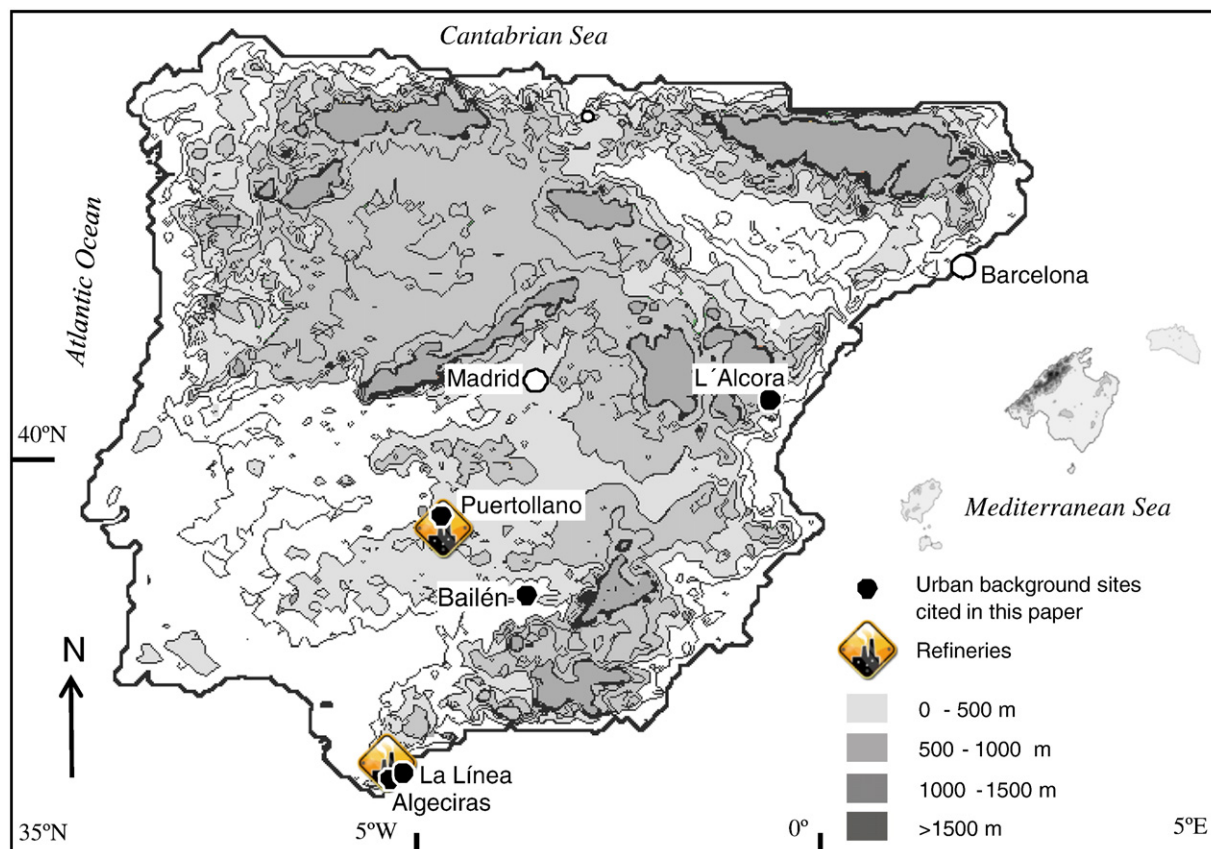 Cantabrian Sea
Atlantic Ocean
Barcelona
Madrid
L´Alcora
40ºN
Puertollano
Mediterranean Sea
Bailén
Urban background sites
cited in this paper
N
Refineries
0 - 500 m
500 - 1000 m
La Línea
1000 - 1500 m
Algeciras
>1500 m
35ºN
5ºW
0º
5ºE